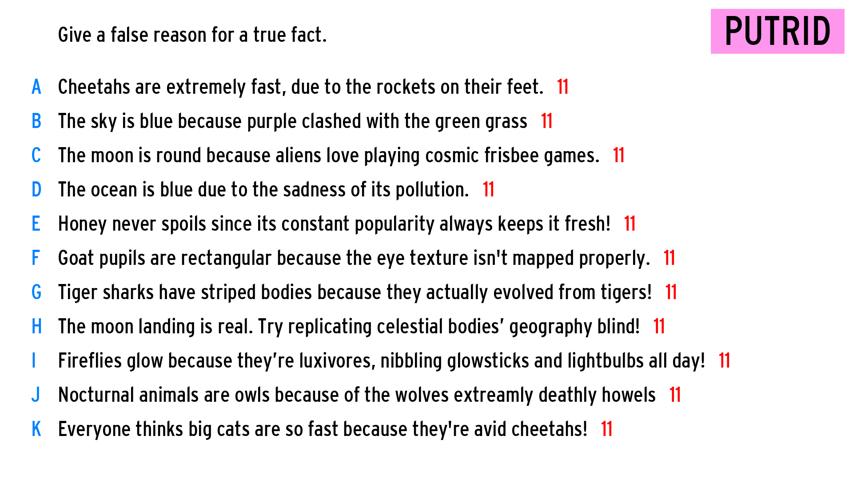 Give a false reason for a true fact.
PUTRID
A Cheetahs are extremely fast, due to the rockets on their feet. 11
B The sky is blue because purple clashed with the green grass 11
C The moon is round because aliens love playing cosmic frisbee games. 11
D The ocean is blue due to the sadness of its pollution. 11
E Honey never spoils since its constant popularity always keeps it fresh! 11
F Goat pupils are rectangular because the eye texture isn't mapped properly. 11
G Tiger sharks have striped bodies because they actually evolved from tigers! 11
H The moon landing is real. Try replicating celestial bodies’ geography blind! 11
I Fireflies glow because they’re luxivores, nibbling glowsticks and lightbulbs all day! 11
J Nocturnal animals are owls because of the wolves extreamly deathly howels 11
K Everyone thinks big cats are so fast because they're avid cheetahs! 11